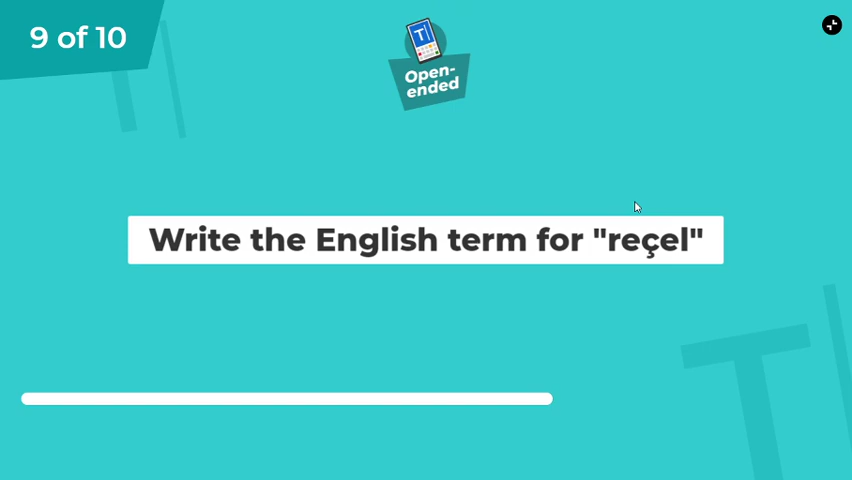 9 of 10
T
Open-
ended
Write the English term for "reçel"